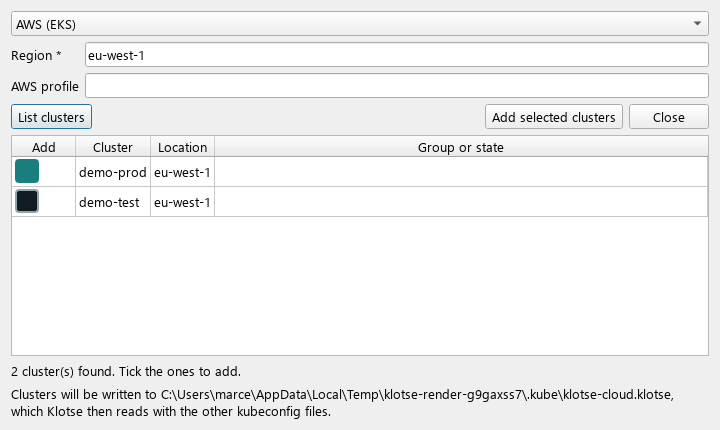 AWS (EKS)
Region * eu-west-1
AWS profile
List clusters Add selected clusters Close
Add Cluster Location Group or state
demo-prod eu-west-1
demo-test eu-west-1
2 cluster(s) found. Tick the ones to add.
Clusters will be written to C:\Users\marce\AppData\Local\Temp\klotse-render-g9gaxss7\.kube\klotse-cloud.klotse,
which Klotse then reads with the other kubeconfig files.